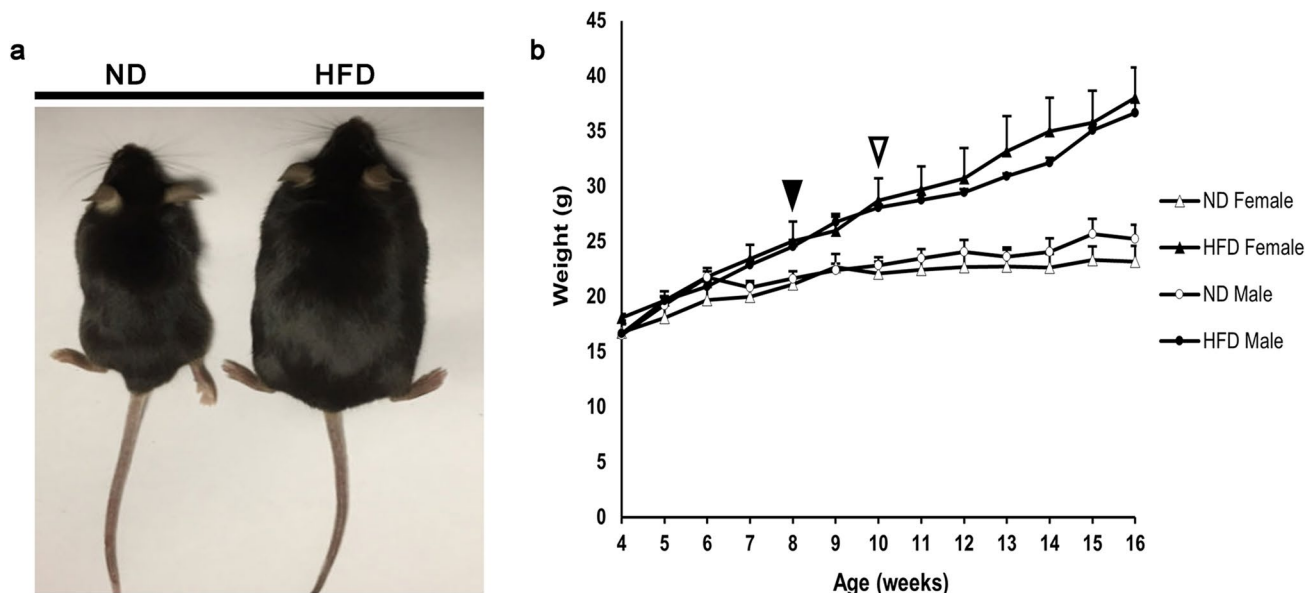 a
ND HFD
b
Weight (g)
45
40
35
30
25
20
15
10
5
0
4 5 6 7 8 9 10 11 12 13 14 15 16
Age (weeks)
ND Female
HFD Female
ND Male
HFD Male